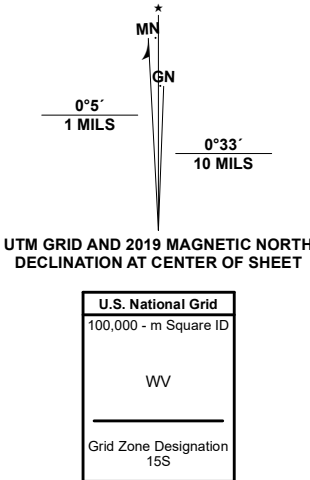 ★
MN
GN
0°5´
1 MILS
0°33´
10 MILS
UTM GRID AND 2019 MAGNETIC NORTH
DECLINATION AT CENTER OF SHEET
U.S. National Grid
100,000 - m Square ID
WV
Grid Zone Designation
15S